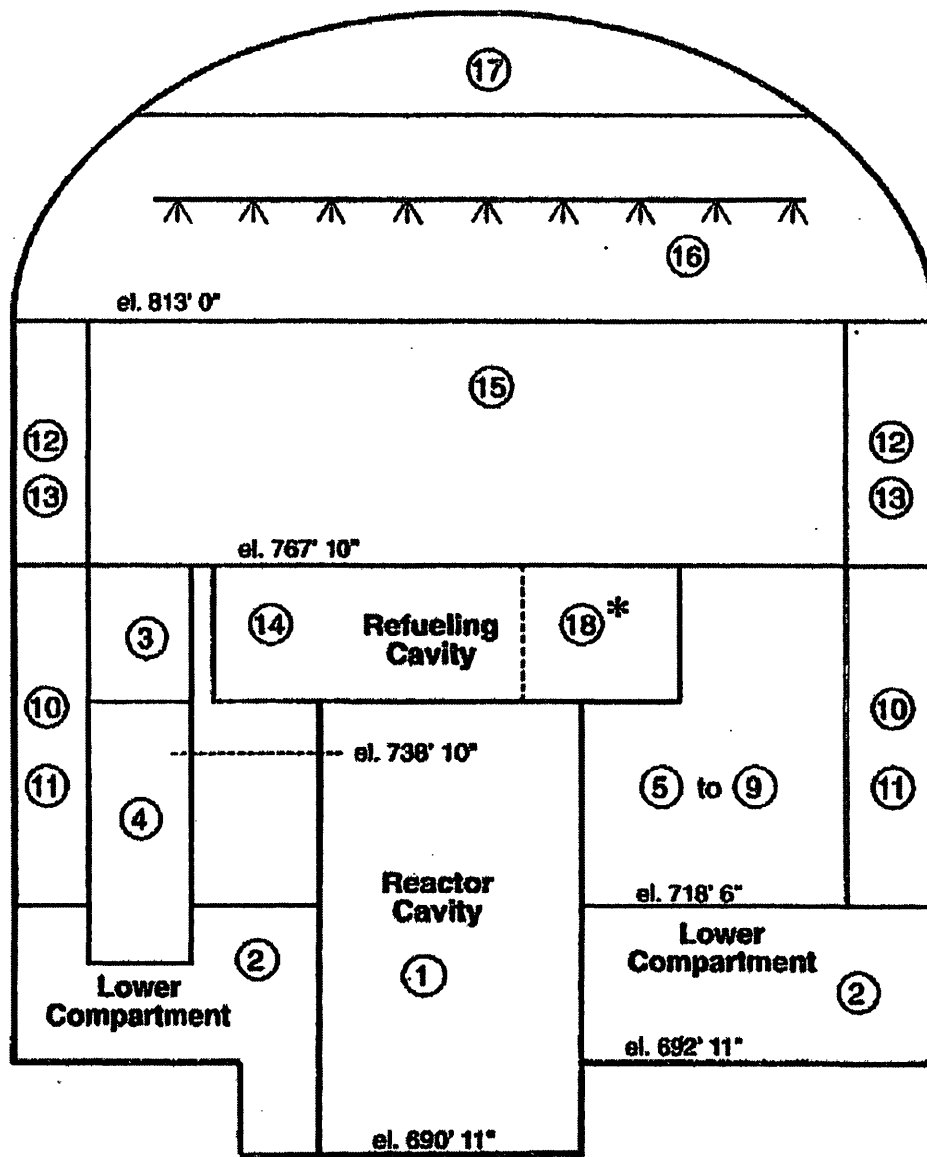 17
16
el. 813' 0"
15
12
12
13
13
el. 767' 10"
3
14
Refueling
Cavity
18*
10
10
el. 738' 10"
11
5 to 9
11
4
Reactor
Cavity
el. 718' 6"
2
Lower
Compartment
1
Lower
Compartment
2
el. 692' 11"
el. 690' 11"